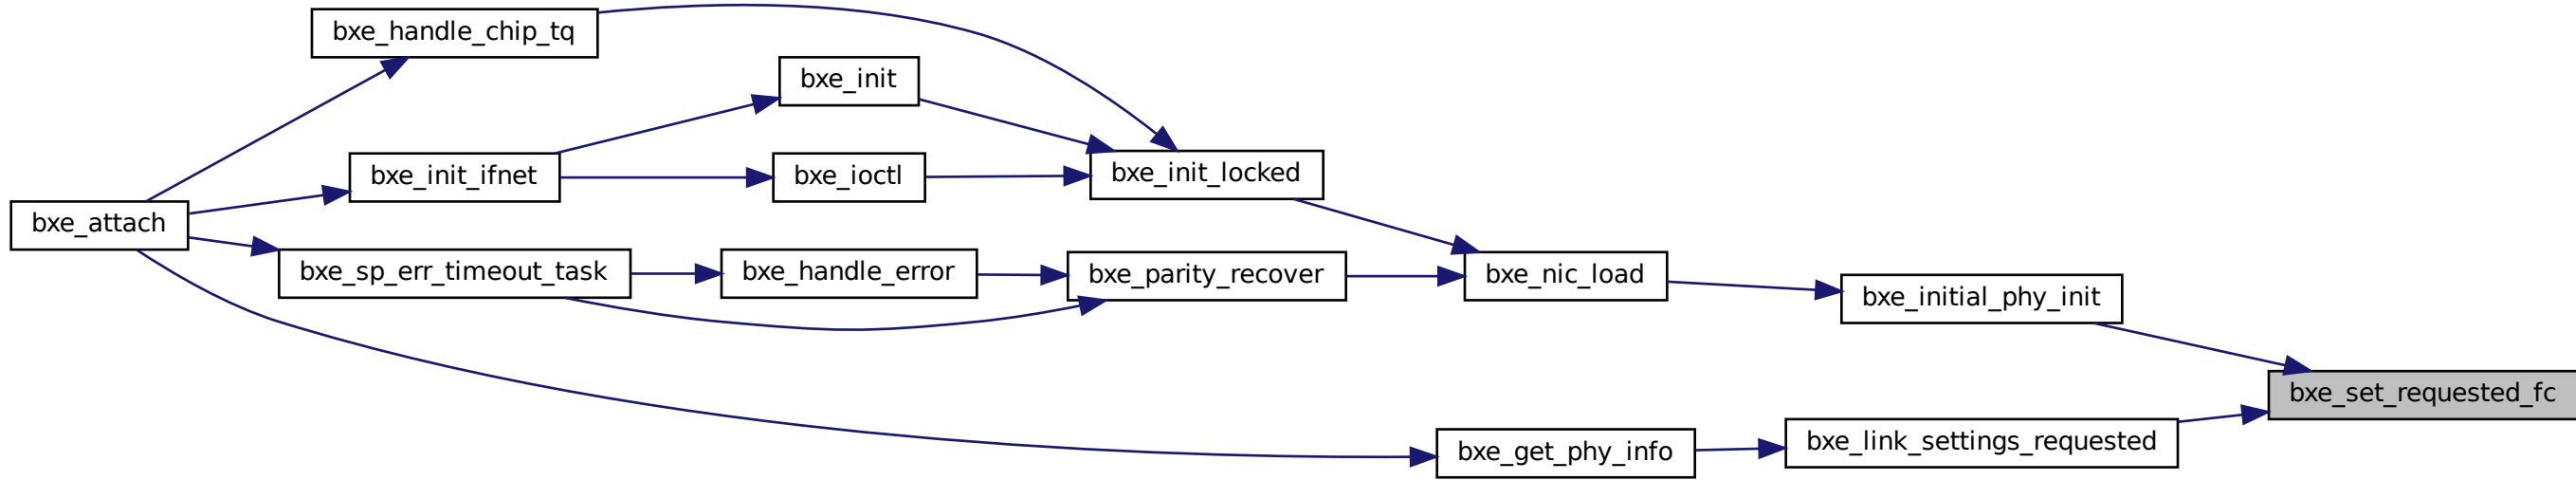 bxe_handle_chip_tq
bxe_init
bxe_init_ifnet
bxe_ioctl
bxe_init_locked
bxe_attach
bxe_sp_err_timeout_task
bxe_handle_error
bxe_parity_recover
bxe_nic_load
bxe_initial_phy_init
bxe_set_requested_fc
bxe_get_phy_info
bxe_link_settings_requested